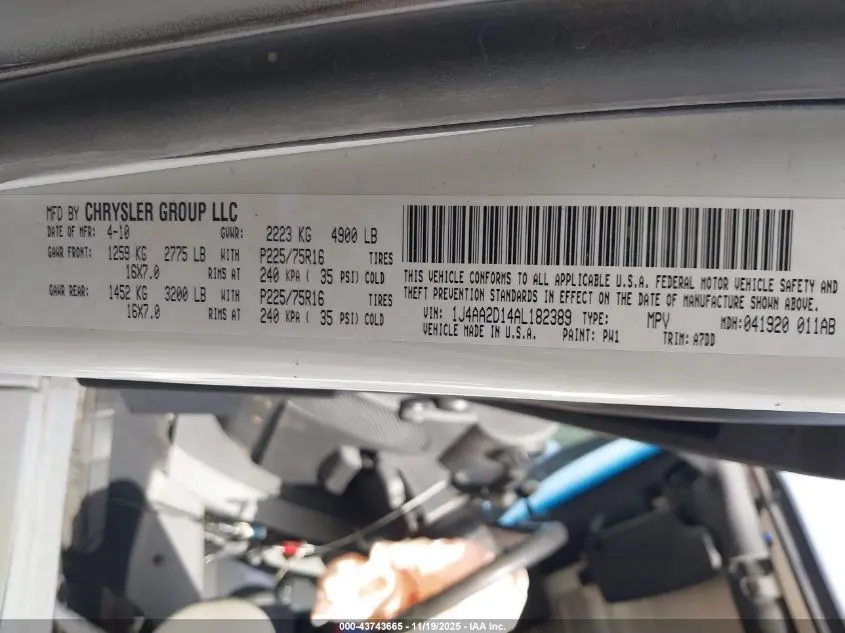 MFD BY CHRYSLER GROUP LLC
DATE OF MFR: 4-10 GVWR: 2223 KG 4900 LB
GAWR FRONT: 1259 KG 2775 LB WITH P225/75R16 TIRES
16X7.0 RIMS AT 240 KPA ( 35 PSI) COLD
GAWR REAR: 1452 KG 3200 LB WITH P225/75R16 TIRES
16X7.0 RIMS AT 240 KPA ( 35 PSI) COLD
THIS VEHICLE CONFORMS TO ALL APPLICABLE U.S.A. FEDERAL MOTOR VEHICLE SAFETY AND
THEFT PREVENTION STANDARDS IN EFFECT ON THE DATE OF MANUFACTURE SHOWN ABOVE.
VIN: 1J4AA2D14AL182389 TYPE: MPV MDH:041920 011AB
VEHICLE MADE IN U.S.A. PAINT: PW1 TRIM: A7DD
000-43743665 - 11/19/2025 - IAA Inc.